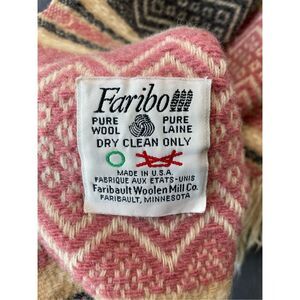 Faribo
PURE PURE
WOOL LAINE
DRY CLEAN ONLY
MADE IN U.S.A.
FABRIQUE AUX ETATS-UNIS
Faribault Woolen Mill Co.
FARIBAULT, MINNESOTA